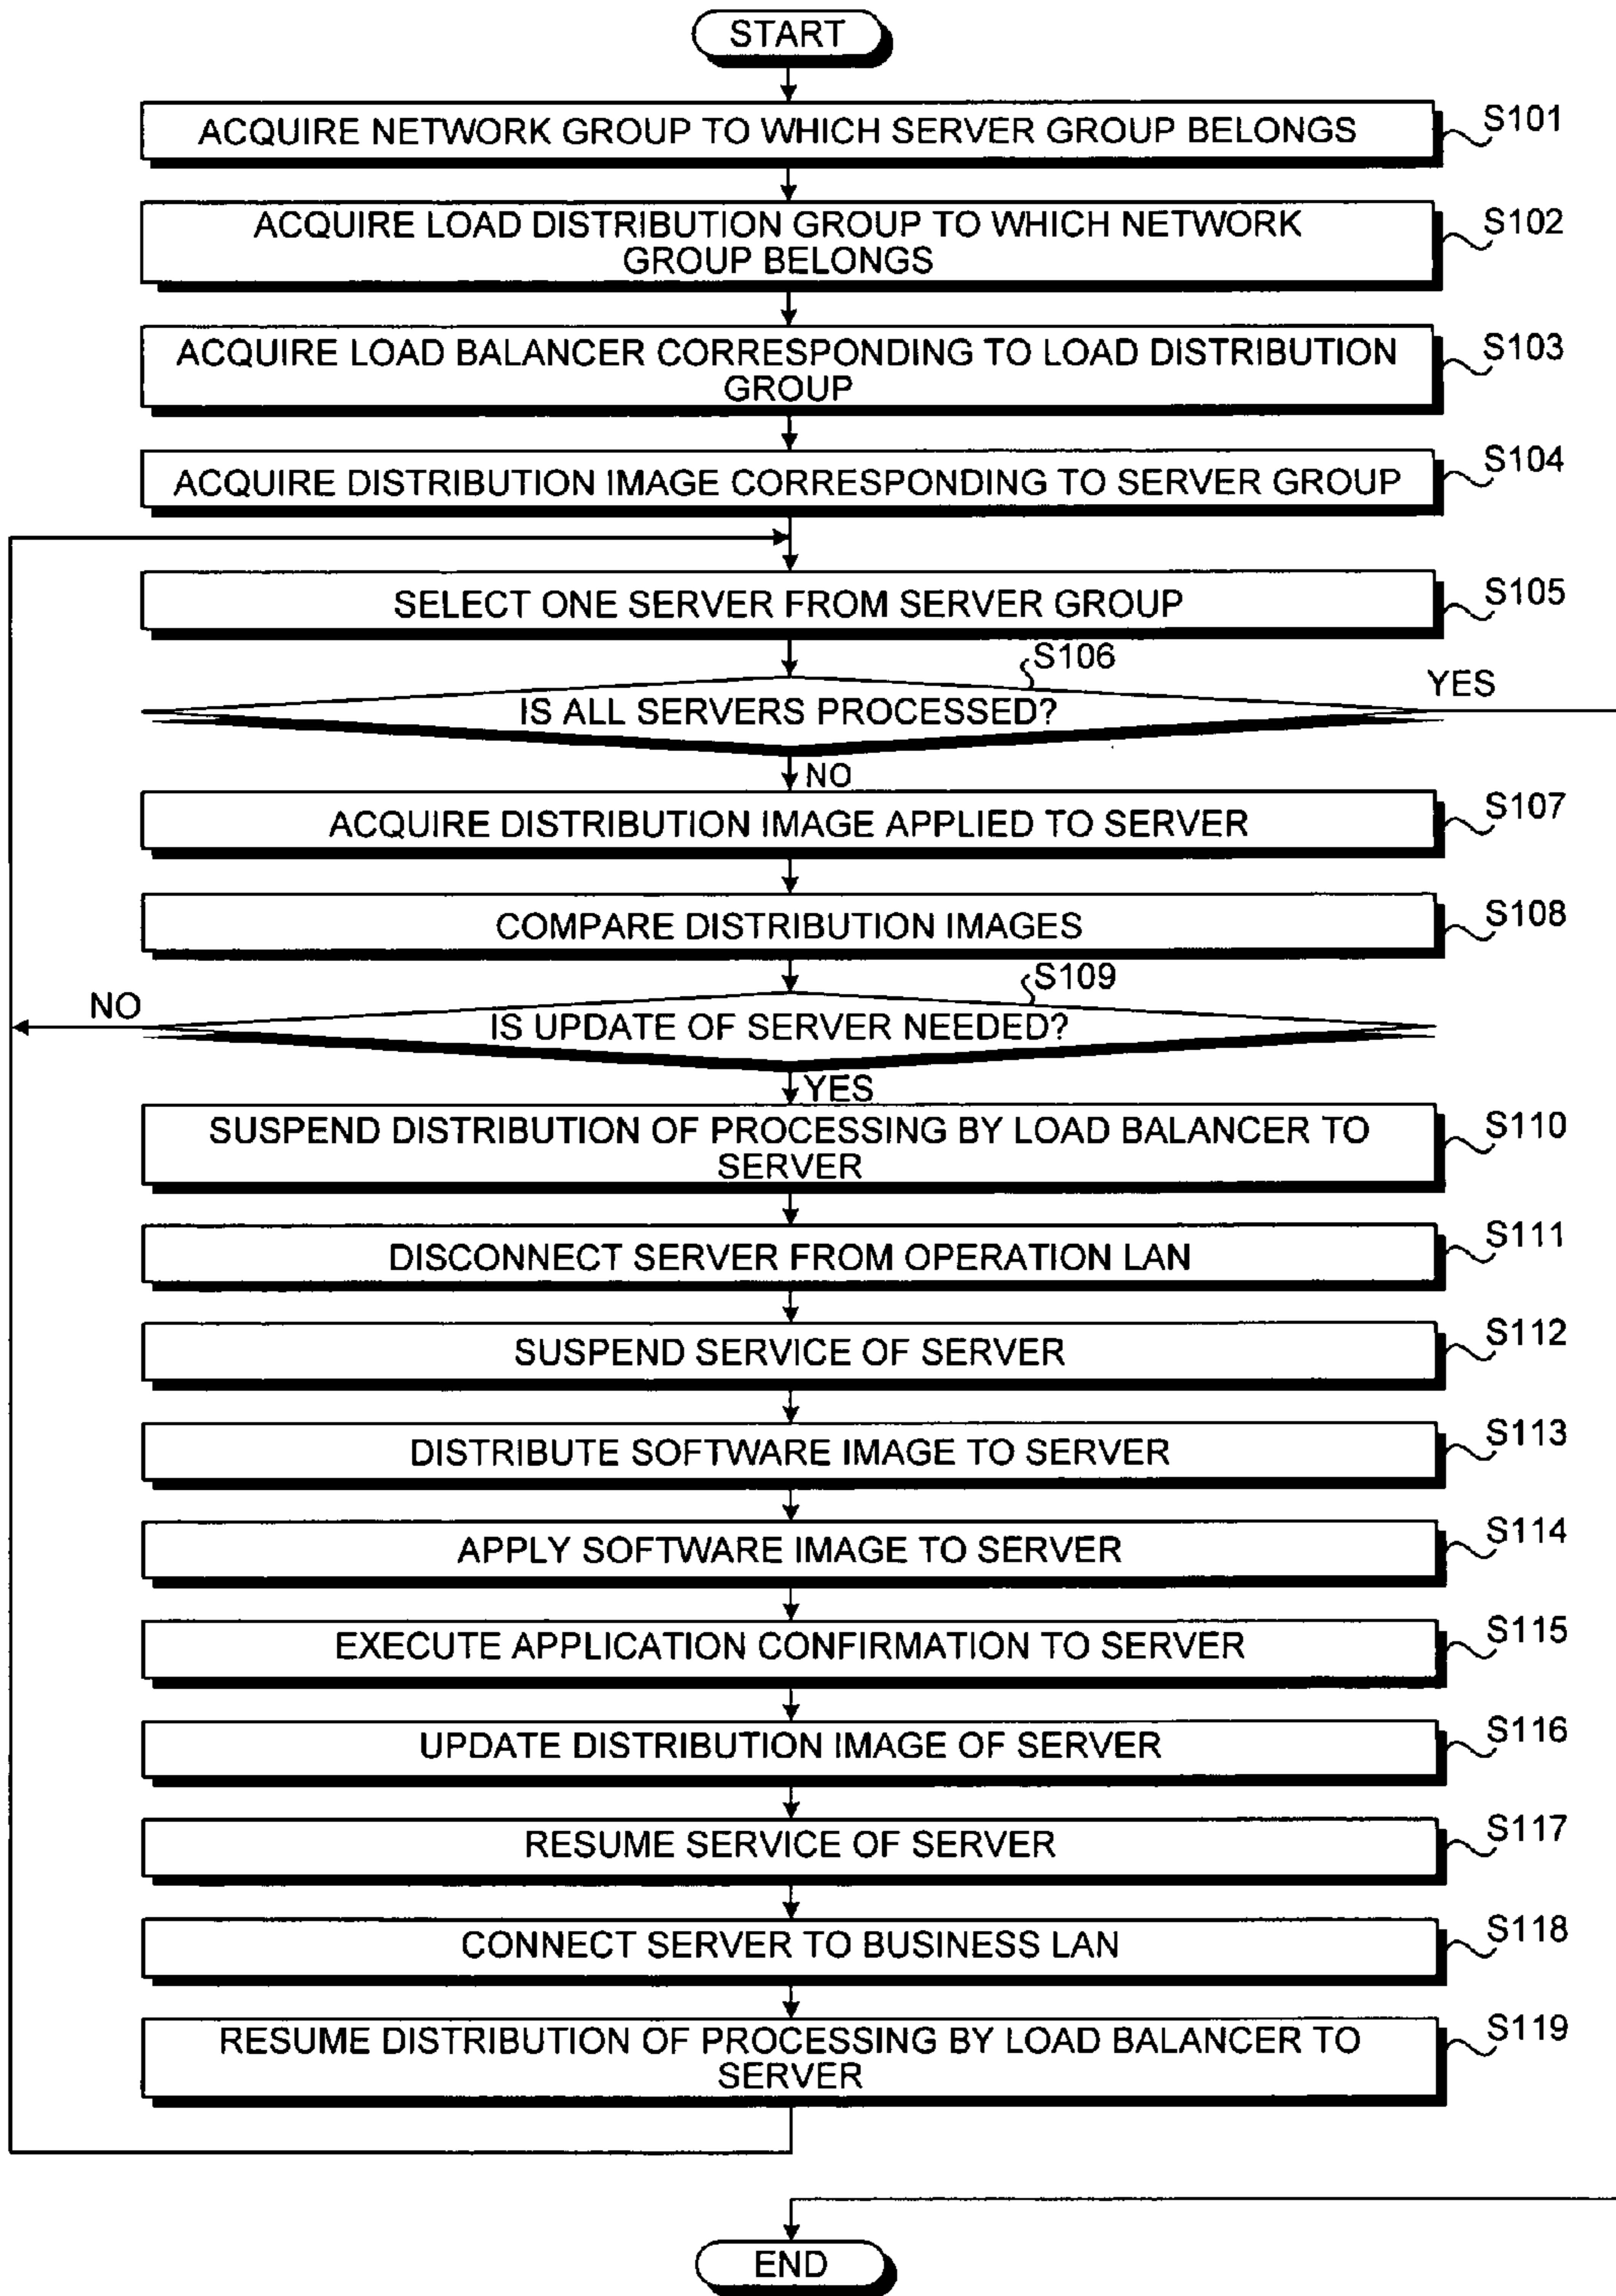 START
ACQUIRE NETWORK GROUP TO WHICH SERVER GROUP BELONGS
S101
ACQUIRE LOAD DISTRIBUTION GROUP TO WHICH NETWORK
GROUP BELONGS
S102
ACQUIRE LOAD BALANCER CORRESPONDING TO LOAD DISTRIBUTION
GROUP
S103
ACQUIRE DISTRIBUTION IMAGE CORRESPONDING TO SERVER GROUP
S104
SELECT ONE SERVER FROM SERVER GROUP
S105
S106
IS ALL SERVERS PROCESSED?
YES
NO
ACQUIRE DISTRIBUTION IMAGE APPLIED TO SERVER
S107
COMPARE DISTRIBUTION IMAGES
S108
S109
NO
IS UPDATE OF SERVER NEEDED?
YES
SUSPEND DISTRIBUTION OF PROCESSING BY LOAD BALANCER TO
SERVER
S110
DISCONNECT SERVER FROM OPERATION LAN
S111
SUSPEND SERVICE OF SERVER
S112
DISTRIBUTE SOFTWARE IMAGE TO SERVER
S113
APPLY SOFTWARE IMAGE TO SERVER
S114
EXECUTE APPLICATION CONFIRMATION TO SERVER
S115
UPDATE DISTRIBUTION IMAGE OF SERVER
S116
RESUME SERVICE OF SERVER
S117
CONNECT SERVER TO BUSINESS LAN
S118
RESUME DISTRIBUTION OF PROCESSING BY LOAD BALANCER TO
SERVER
S119
END